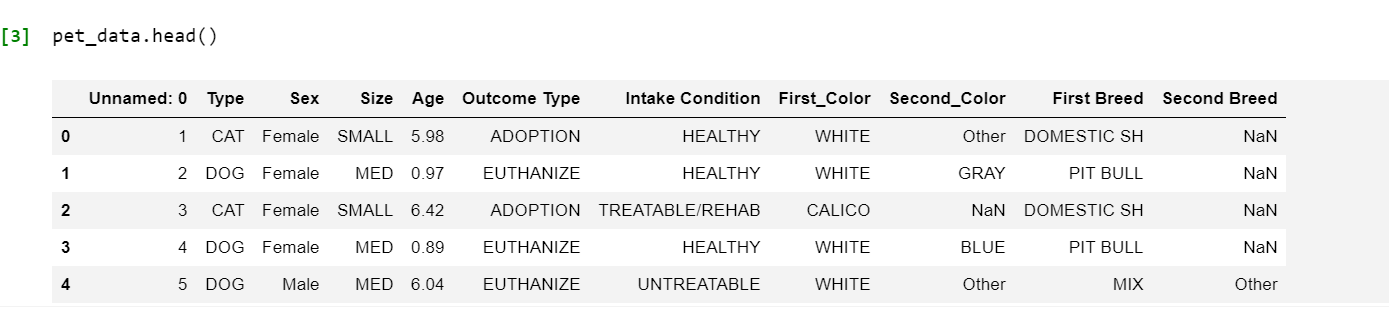 [3] pet_data.head()
Unnamed: 0 Type Sex Size Age Outcome Type Intake Condition First_Color Second_Color First Breed Second Breed
0 1 CAT Female SMALL 5.98 ADOPTION HEALTHY WHITE Other DOMESTIC SH NaN
1 2 DOG Female MED 0.97 EUTHANIZE HEALTHY WHITE GRAY PIT BULL NaN
2 3 CAT Female SMALL 6.42 ADOPTION TREATABLE/REHAB CALICO NaN DOMESTIC SH NaN
3 4 DOG Female MED 0.89 EUTHANIZE HEALTHY WHITE BLUE PIT BULL NaN
4 5 DOG Male MED 6.04 EUTHANIZE UNTREATABLE WHITE Other MIX Other